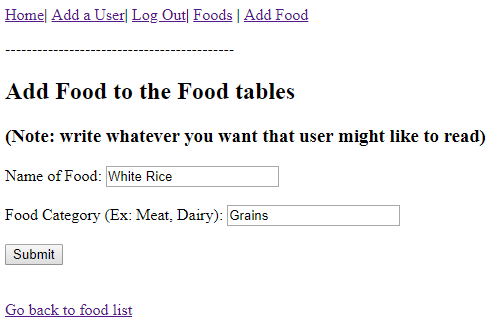 Home| Add a User| Log Out| Foods | Add Food
-------------------------------------------
Add Food to the Food tables
(Note: write whatever you want that user might like to read)
Name of Food: White Rice
Food Category (Ex: Meat, Dairy): Grains
Submit
Go back to food list